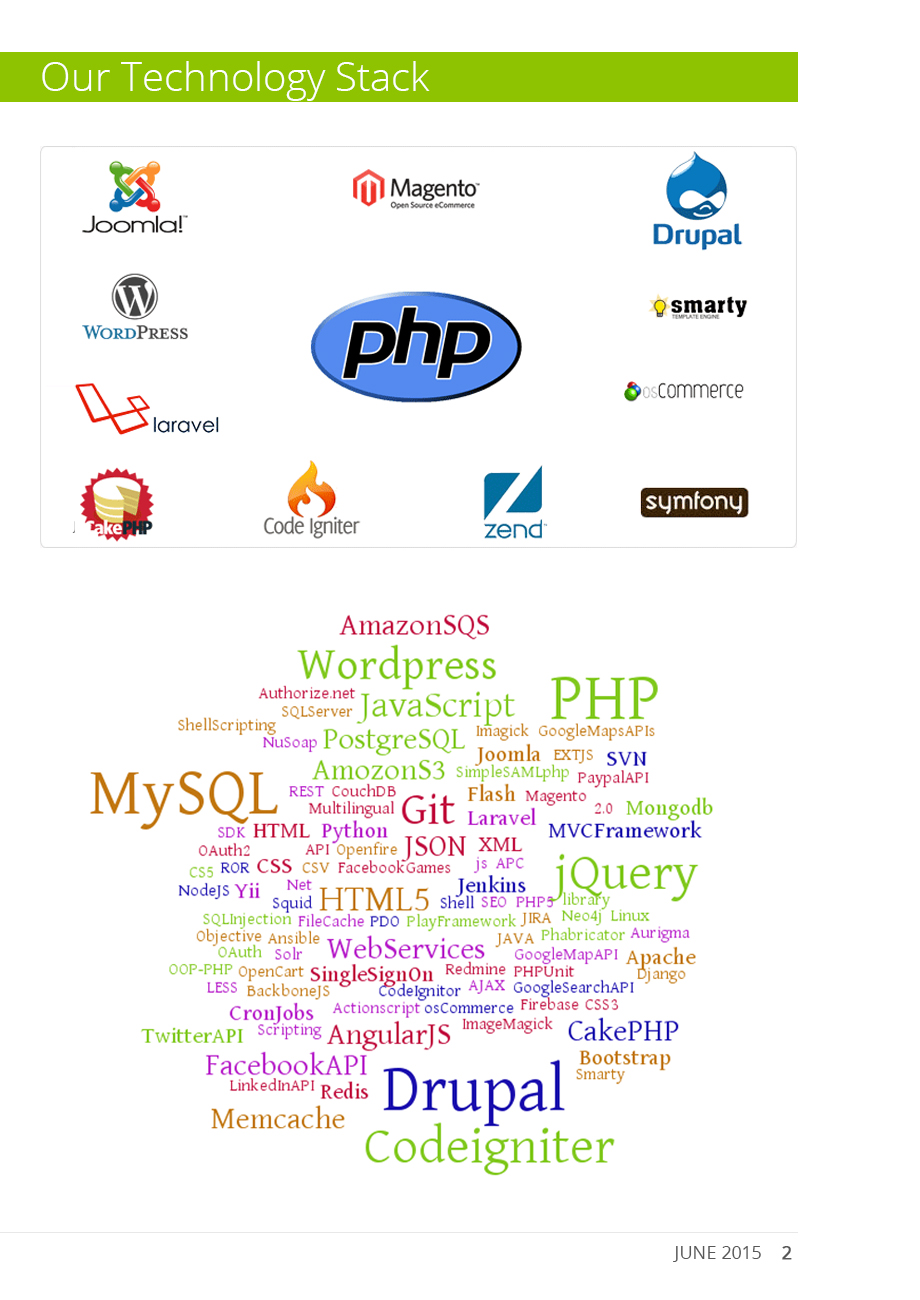 Our Technology Stack
Joomla!™
Magento™
Open Source eCommerce
Drupal
WORDPRESS
php
smarty
TEMPLATE ENGINE
osCommerce
laravel
CakePHP
Code Igniter
zend
symfony
AmazonSQS
Wordpress
PHP
Authorize.net
JavaScript
SQLServer
ShellScripting
Imagick GoogleMapsAPIs
NuSoap PostgreSQL
Joomla EXTJS SVN
AmozonS3 SimpleSAMLphp PaypalAPI
MySQL
REST CouchDB Flash Magento
Multilingual Git Laravel 2.0 Mongodb
SDK HTML Python MVCFramework
OAuth2 API Openfire JSON XML
CS5 ROR CSS CSV FacebookGames js APC
jQuery
NodeJS Yii Net HTML5 Jenkins
Squid Shell SEO PHP5 library
SQLInjection FileCache PDO PlayFramework JIRA Neo4j Linux
Objective Ansible WebServices JAVA Phabricator Aurigma
OAuth Solr GoogleMapAPI Apache
OOP-PHP OpenCart SingleSignOn Redmine PHPUnit Django
LESS BackboneJS CodeIgnitor AJAX GoogleSearchAPI
CronJobs Actionscript osCommerce Firebase CSS3
TwitterAPI Scripting AngularJS ImageMagick CakePHP
FacebookAPI Bootstrap
Smarty
LinkedInAPI Redis Drupal
Memcache
Codeigniter
JUNE 2015 2